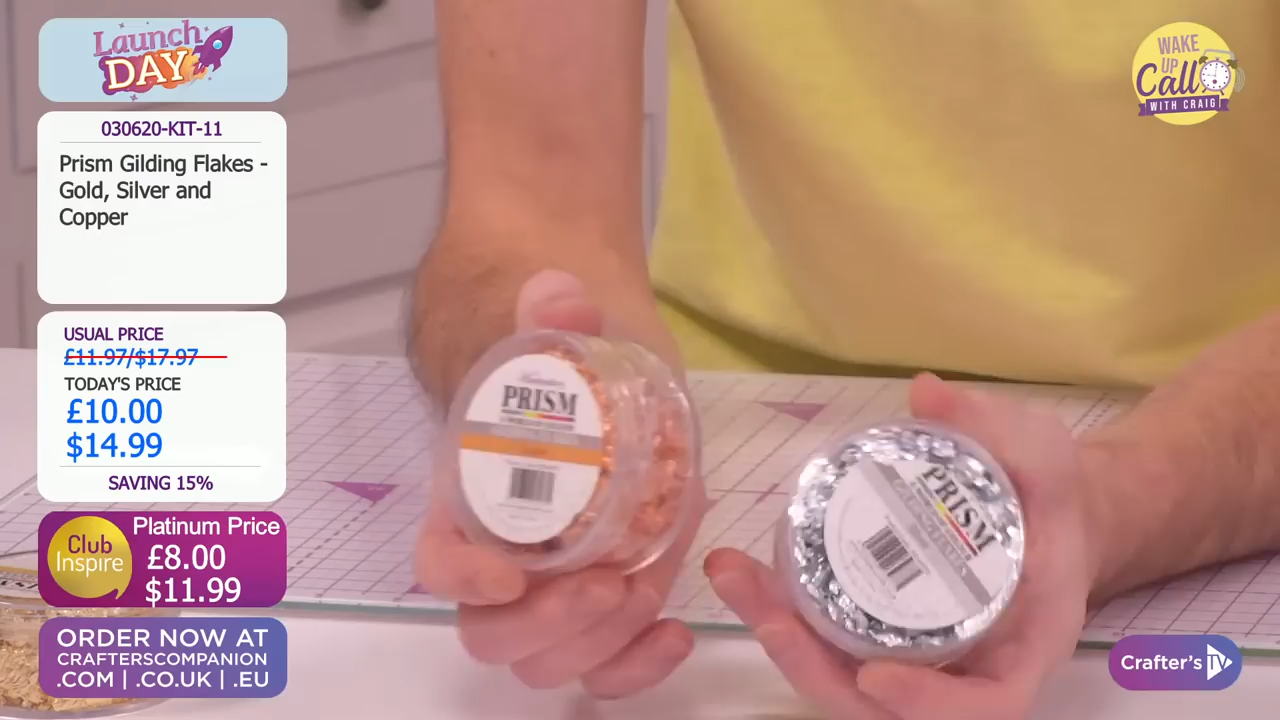 Launch
DAY
030620-KIT-11
Prism Gilding Flakes -
Gold, Silver and
Copper
USUAL PRICE
£11.97/$17.97
TODAY'S PRICE
£10.00
$14.99
SAVING 15%
Club
Inspire
Platinum Price
£8.00
$11.99
ORDER NOW AT
CRAFTERSCOMPANION
.COM | .CO.UK | .EU
WAKE
UP
Call
WITH CRAIG
PRISM
PRISM
Crafter's TV